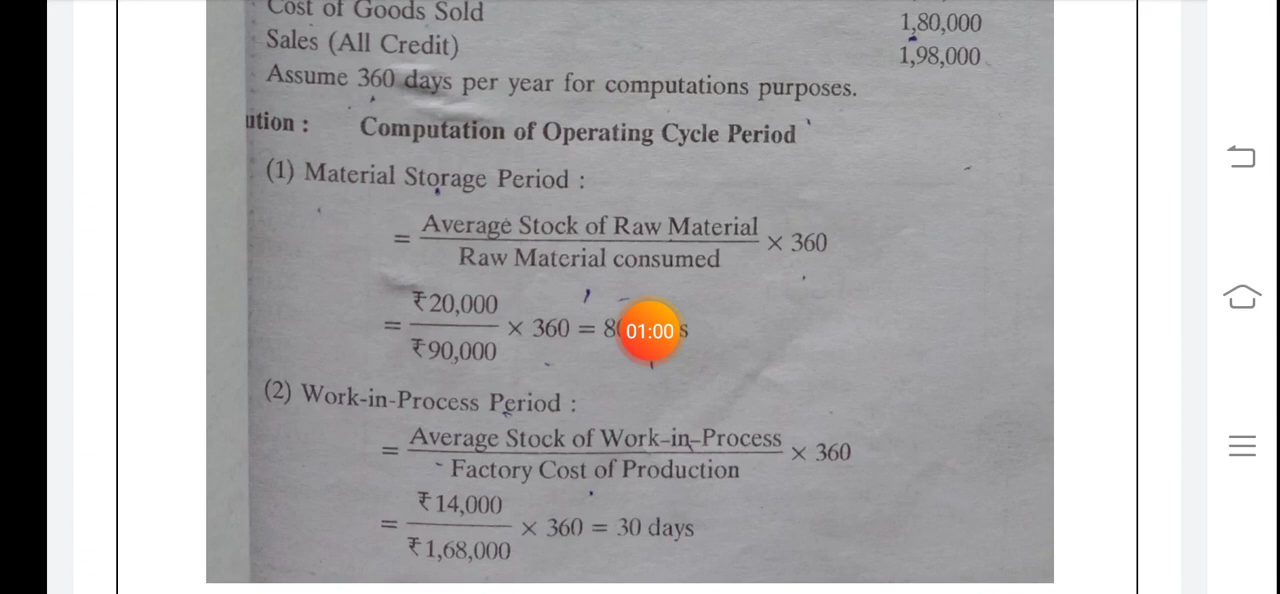 Cost of Goods Sold 1,80,000
Sales (All Credit) 1,98,000
Assume 360 days per year for computations purposes.
ution : Computation of Operating Cycle Period
(1) Material Storage Period :
= Average Stock of Raw Material / Raw Material consumed × 360
= ₹20,000 / ₹90,000 × 360 = 8
01:00
(2) Work-in-Process Period :
= Average Stock of Work-in-Process / Factory Cost of Production × 360
= ₹14,000 / ₹1,68,000 × 360 = 30 days